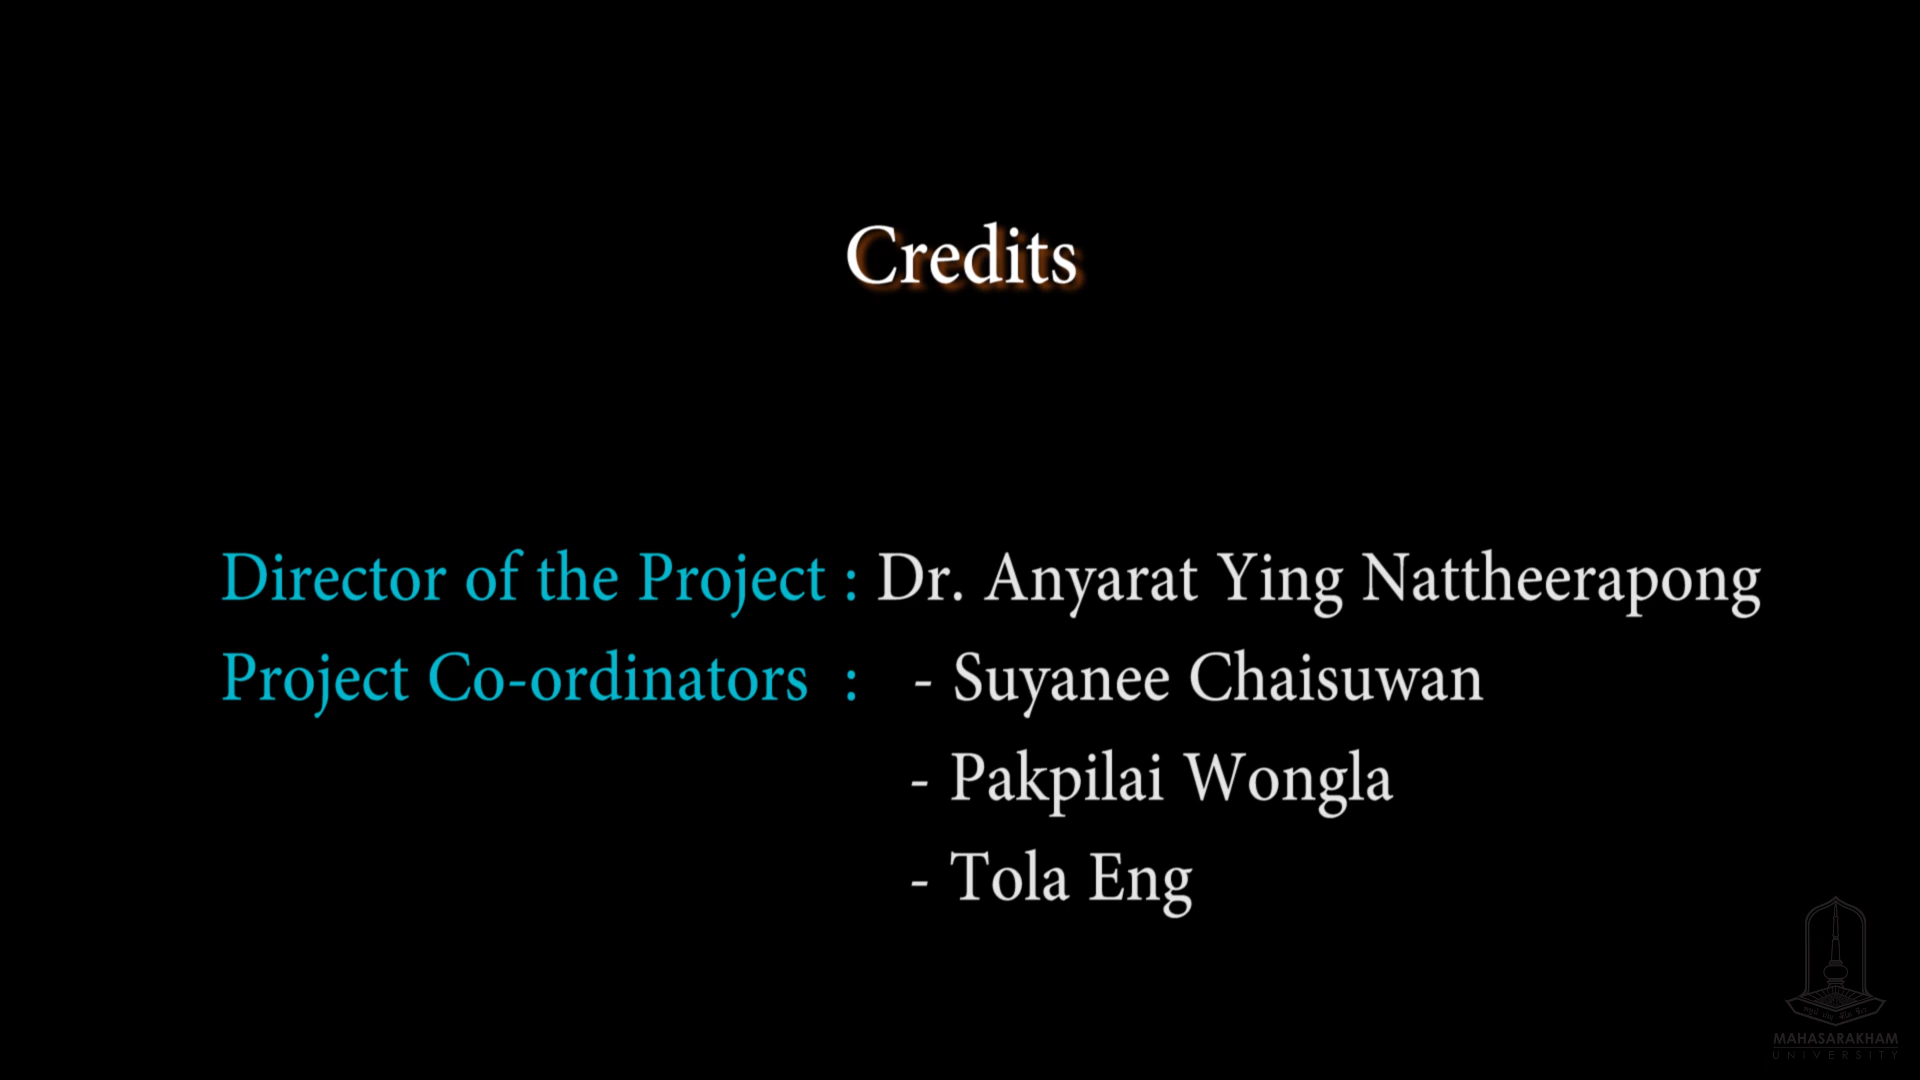 Credits
Director of the Project : Dr. Anyarat Ying Nattheerapong
Project Co-ordinators : - Suyanee Chaisuwan
- Pakpilai Wongla
- Tola Eng
MAHASARAKHAM
UNIVERSITY